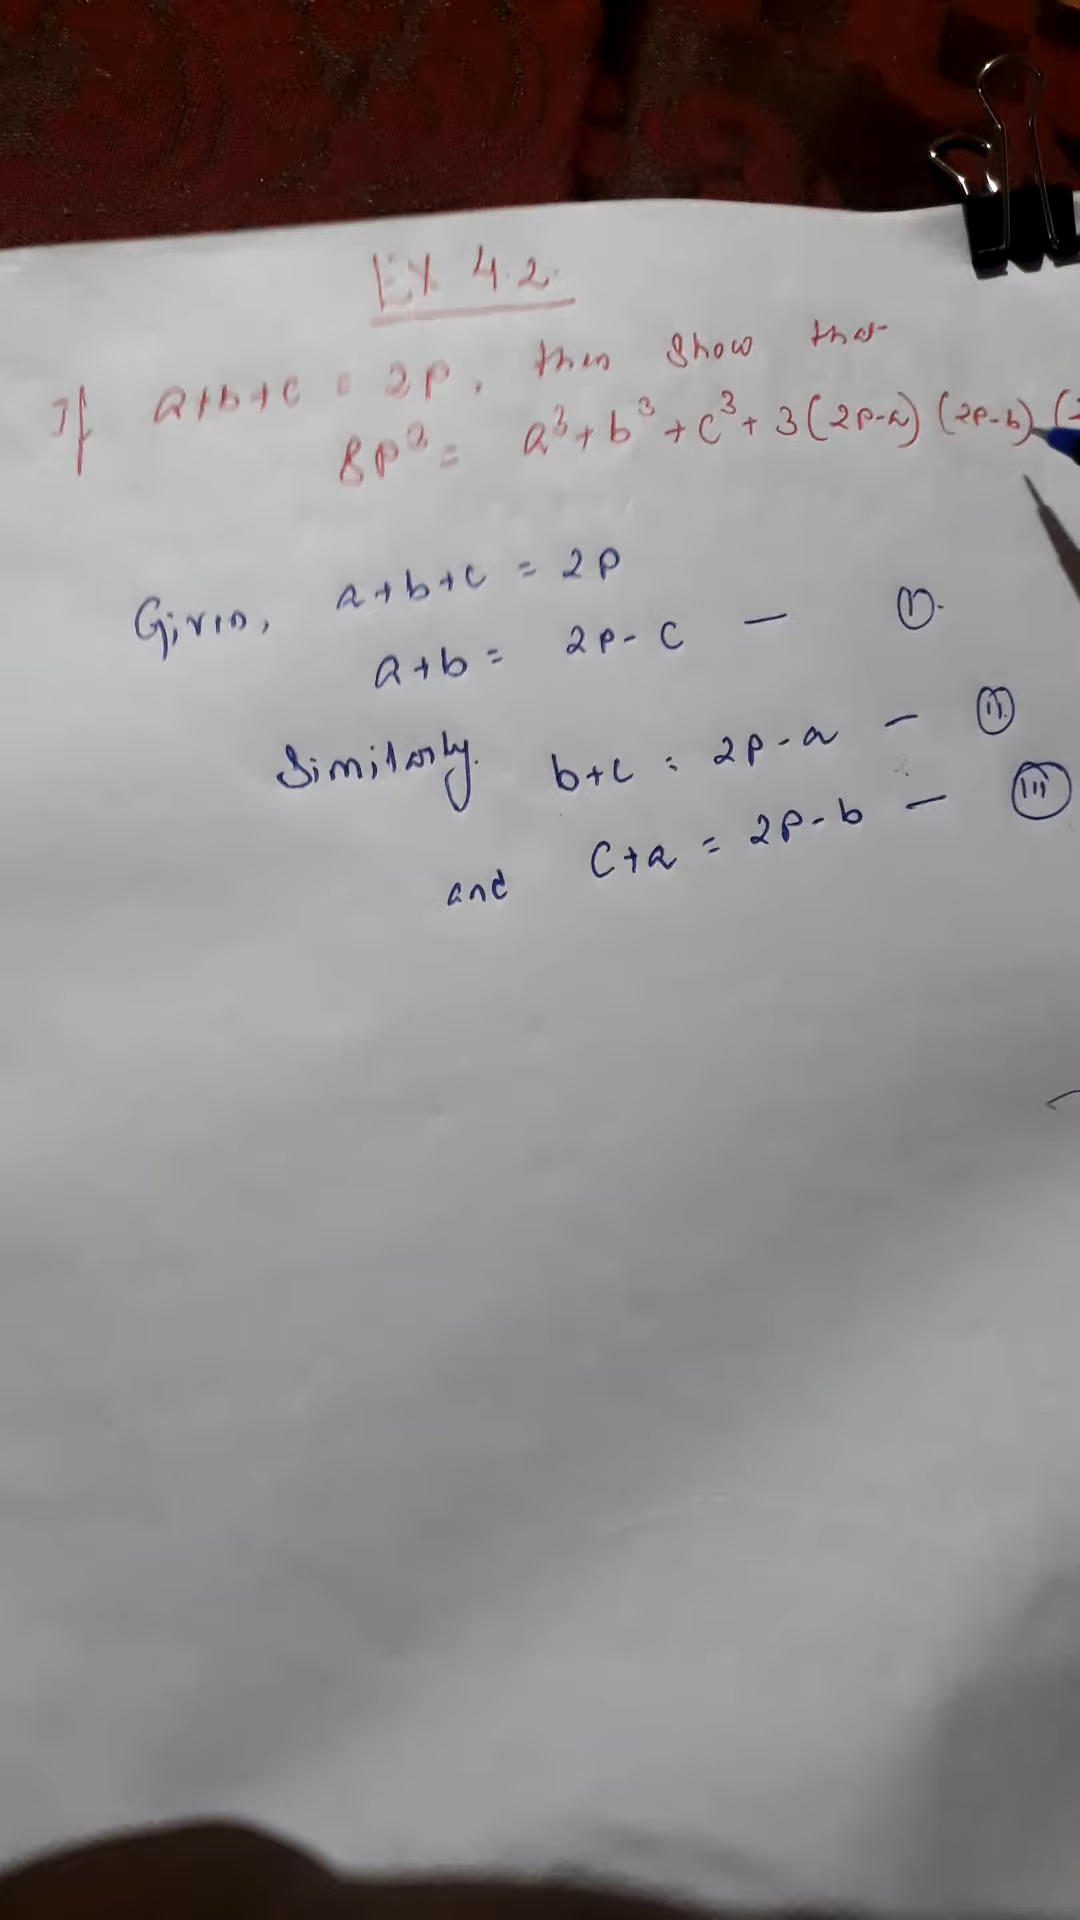 Ex 4.2.
If a+b+c = 2p, then show that
8p³ = a³+b³+c³+3(2p-a)(2p-b)(2
Given, a+b+c = 2p
a+b = 2p-c — (i).
Similarly. b+c = 2p-a — (ii)
and c+a = 2p-b — (iii)